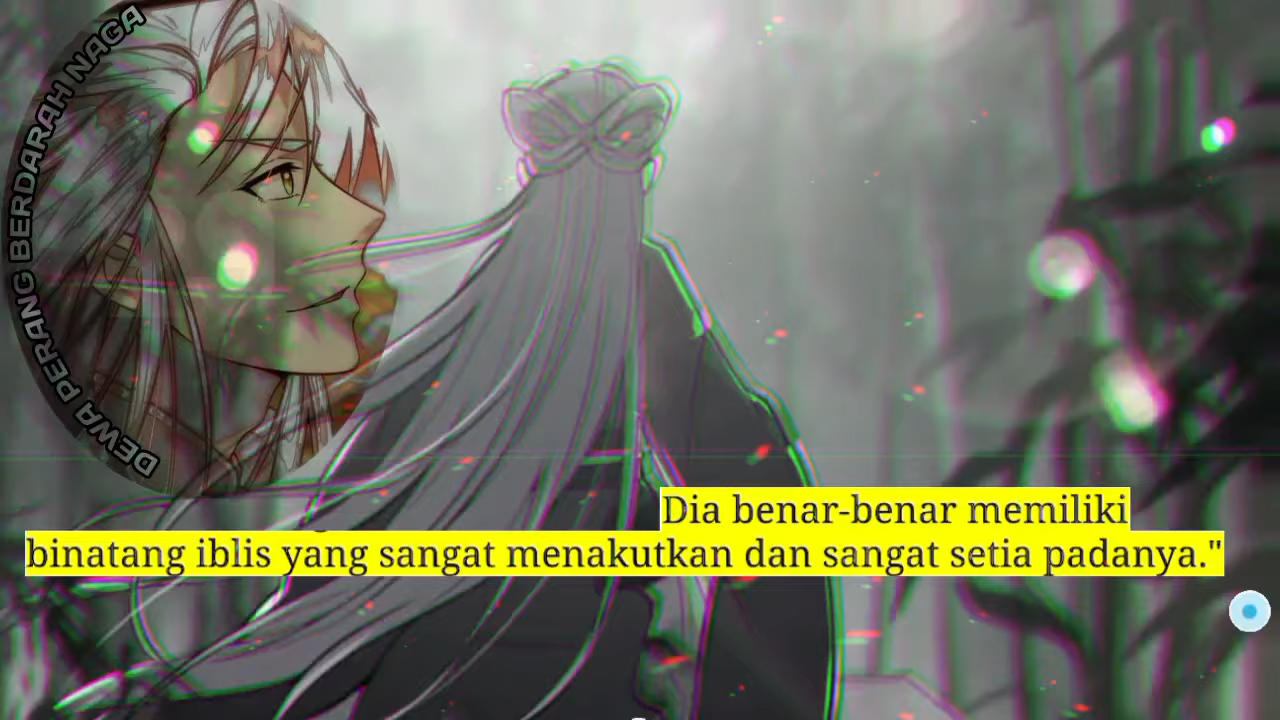 DEWA PERANG BERDARAH NAGA
Dia benar-benar memiliki
binatang iblis yang sangat menakutkan dan sangat setia padanya."